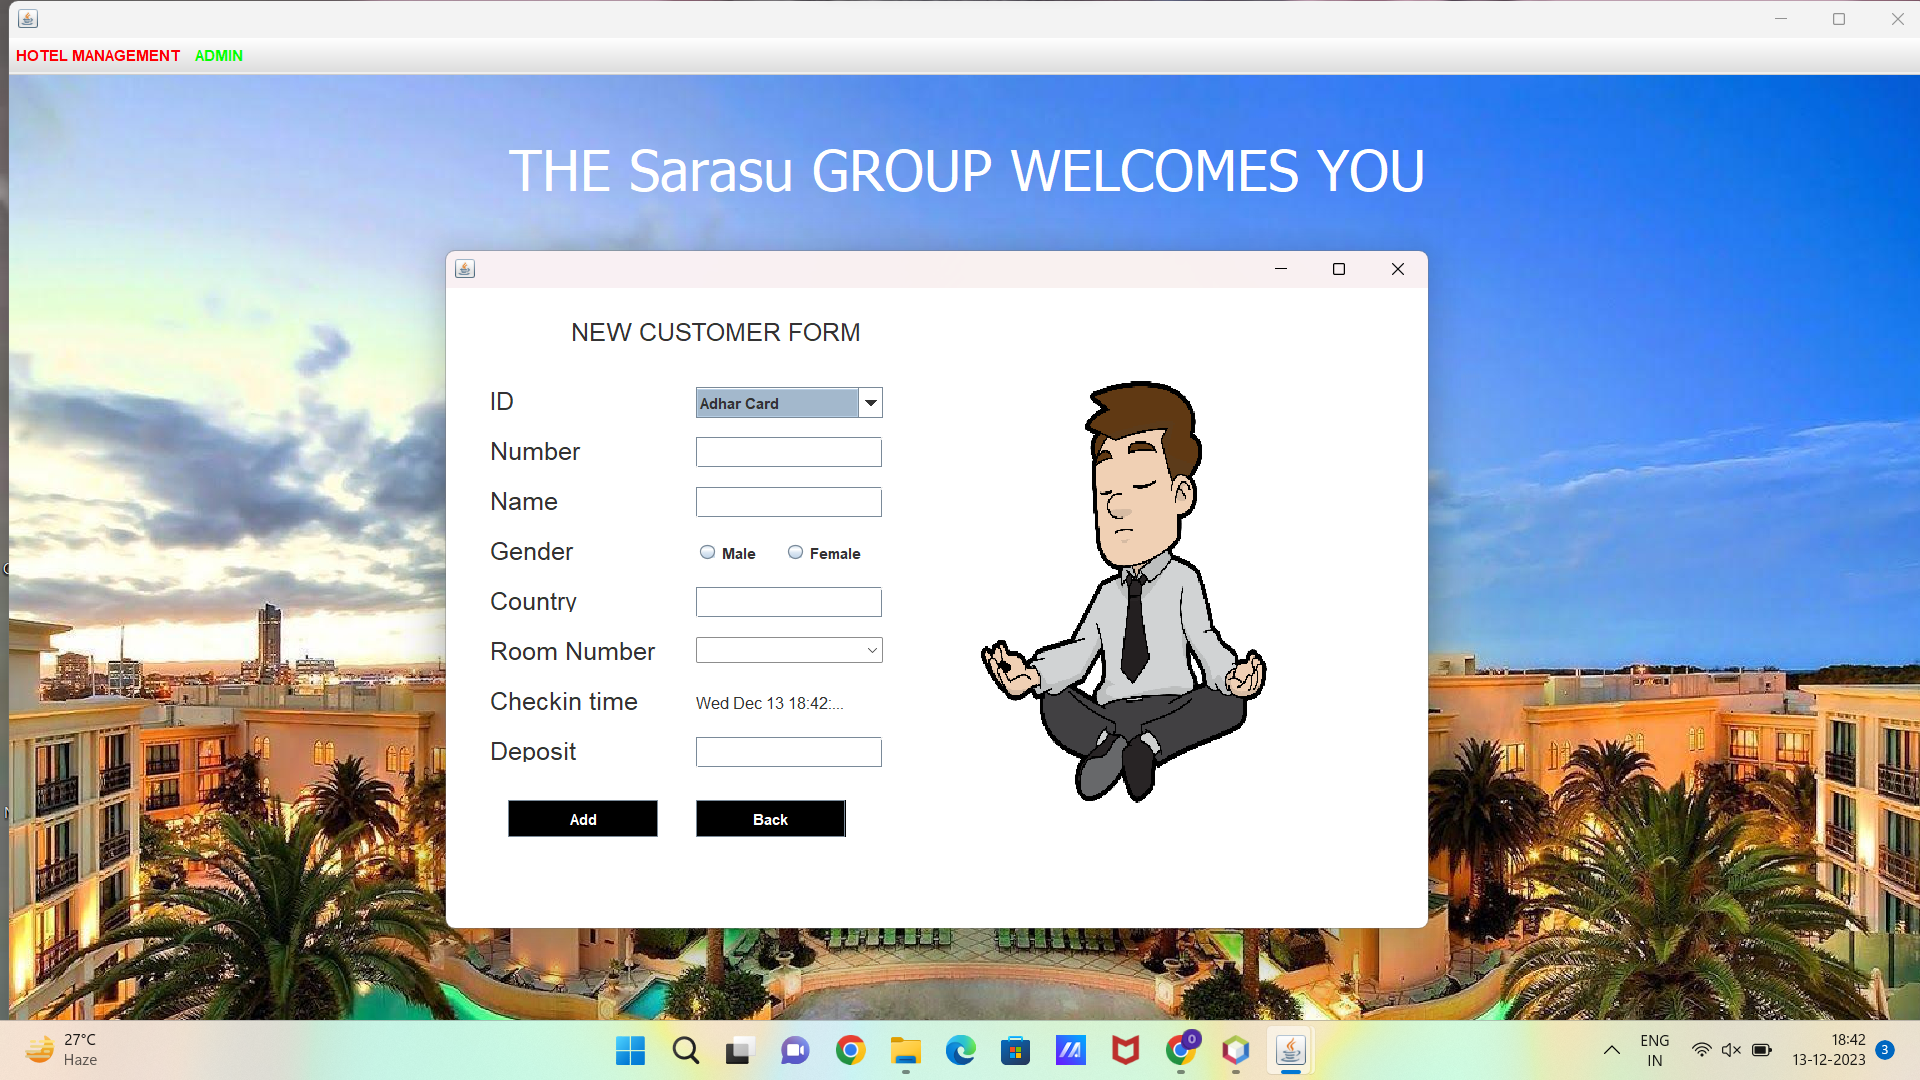 HOTEL MANAGEMENT ADMIN
THE Sarasu GROUP WELCOMES YOU
NEW CUSTOMER FORM
ID Adhar Card
Number
Name
Gender Male Female
Country
Room Number
Checkin time Wed Dec 13 18:42:...
Deposit
Add Back
27°C
Haze
0
ENG
IN
18:42
13-12-2023
3